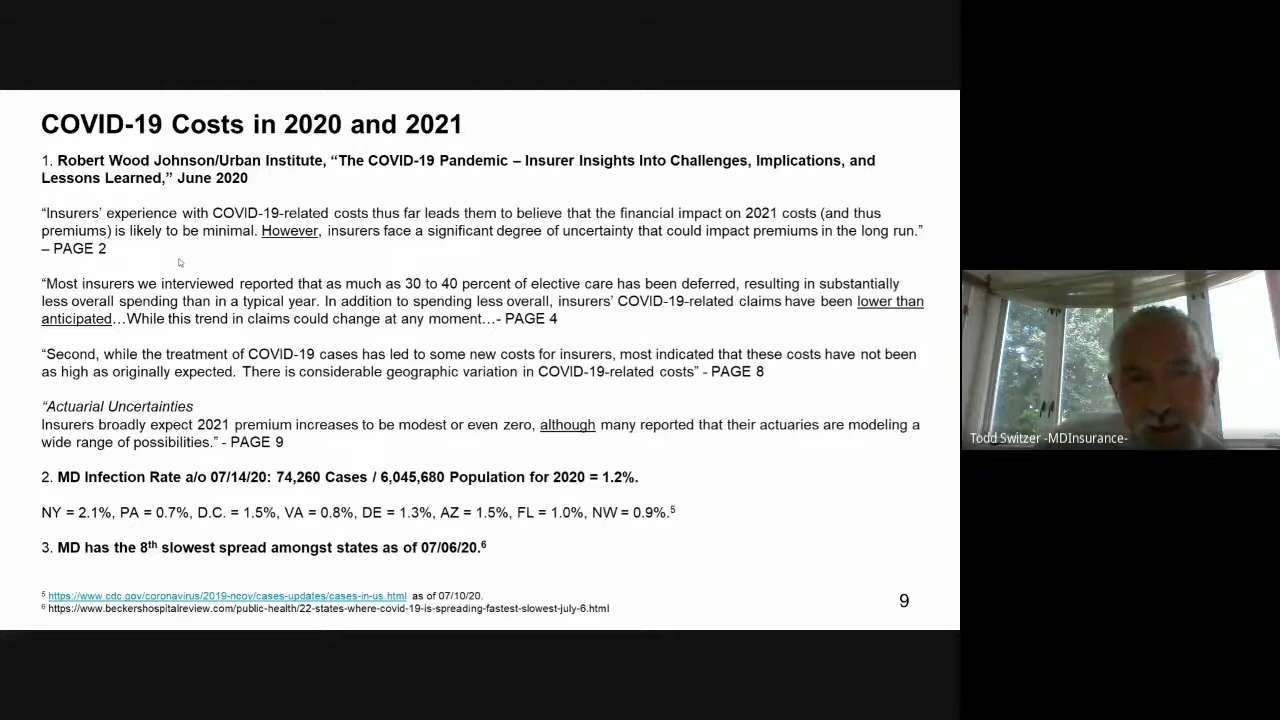 COVID-19 Costs in 2020 and 2021
1. Robert Wood Johnson/Urban Institute, “The COVID-19 Pandemic – Insurer Insights Into Challenges, Implications, and
Lessons Learned,” June 2020
“Insurers’ experience with COVID-19-related costs thus far leads them to believe that the financial impact on 2021 costs (and thus
premiums) is likely to be minimal. However, insurers face a significant degree of uncertainty that could impact premiums in the long run.”
– PAGE 2
“Most insurers we interviewed reported that as much as 30 to 40 percent of elective care has been deferred, resulting in substantially
less overall spending than in a typical year. In addition to spending less overall, insurers’ COVID-19-related claims have been lower than
anticipated…While this trend in claims could change at any moment…- PAGE 4
“Second, while the treatment of COVID-19 cases has led to some new costs for insurers, most indicated that these costs have not been
as high as originally expected. There is considerable geographic variation in COVID-19-related costs” - PAGE 8
“Actuarial Uncertainties
Insurers broadly expect 2021 premium increases to be modest or even zero, although many reported that their actuaries are modeling a
wide range of possibilities.” - PAGE 9
2. MD Infection Rate a/o 07/14/20: 74,260 Cases / 6,045,680 Population for 2020 = 1.2%.
NY = 2.1%, PA = 0.7%, D.C. = 1.5%, VA = 0.8%, DE = 1.3%, AZ = 1.5%, FL = 1.0%, NW = 0.9%.5
3. MD has the 8th slowest spread amongst states as of 07/06/20.6
5 https://www.cdc.gov/coronavirus/2019-ncov/cases-updates/cases-in-us.html as of 07/10/20.
6 https://www.beckershospitalreview.com/public-health/22-states-where-covid-19-is-spreading-fastest-slowest-july-6.html
9
Todd Switzer -MDInsurance-